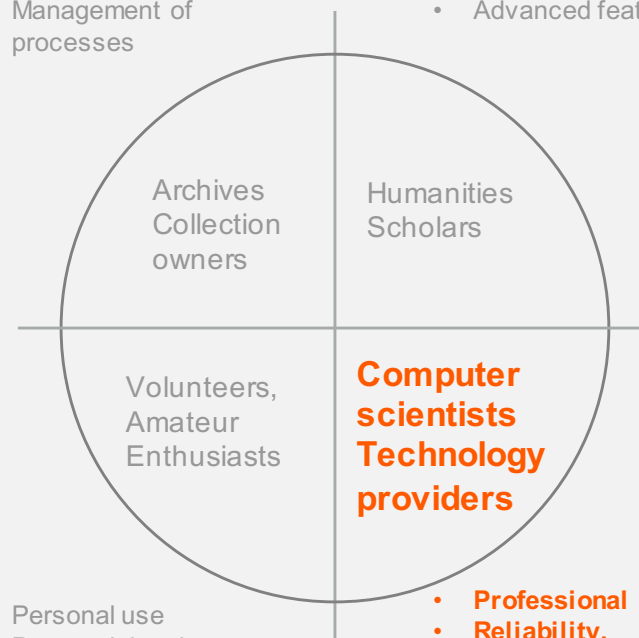 Management of
processes
• Advanced
Archives
Collection
owners
Humanities
Scholars
Volunteers,
Amateur
Enthusiasts
Computer
scientists
Technology
providers
Personal use
• Professional
• Reliability,